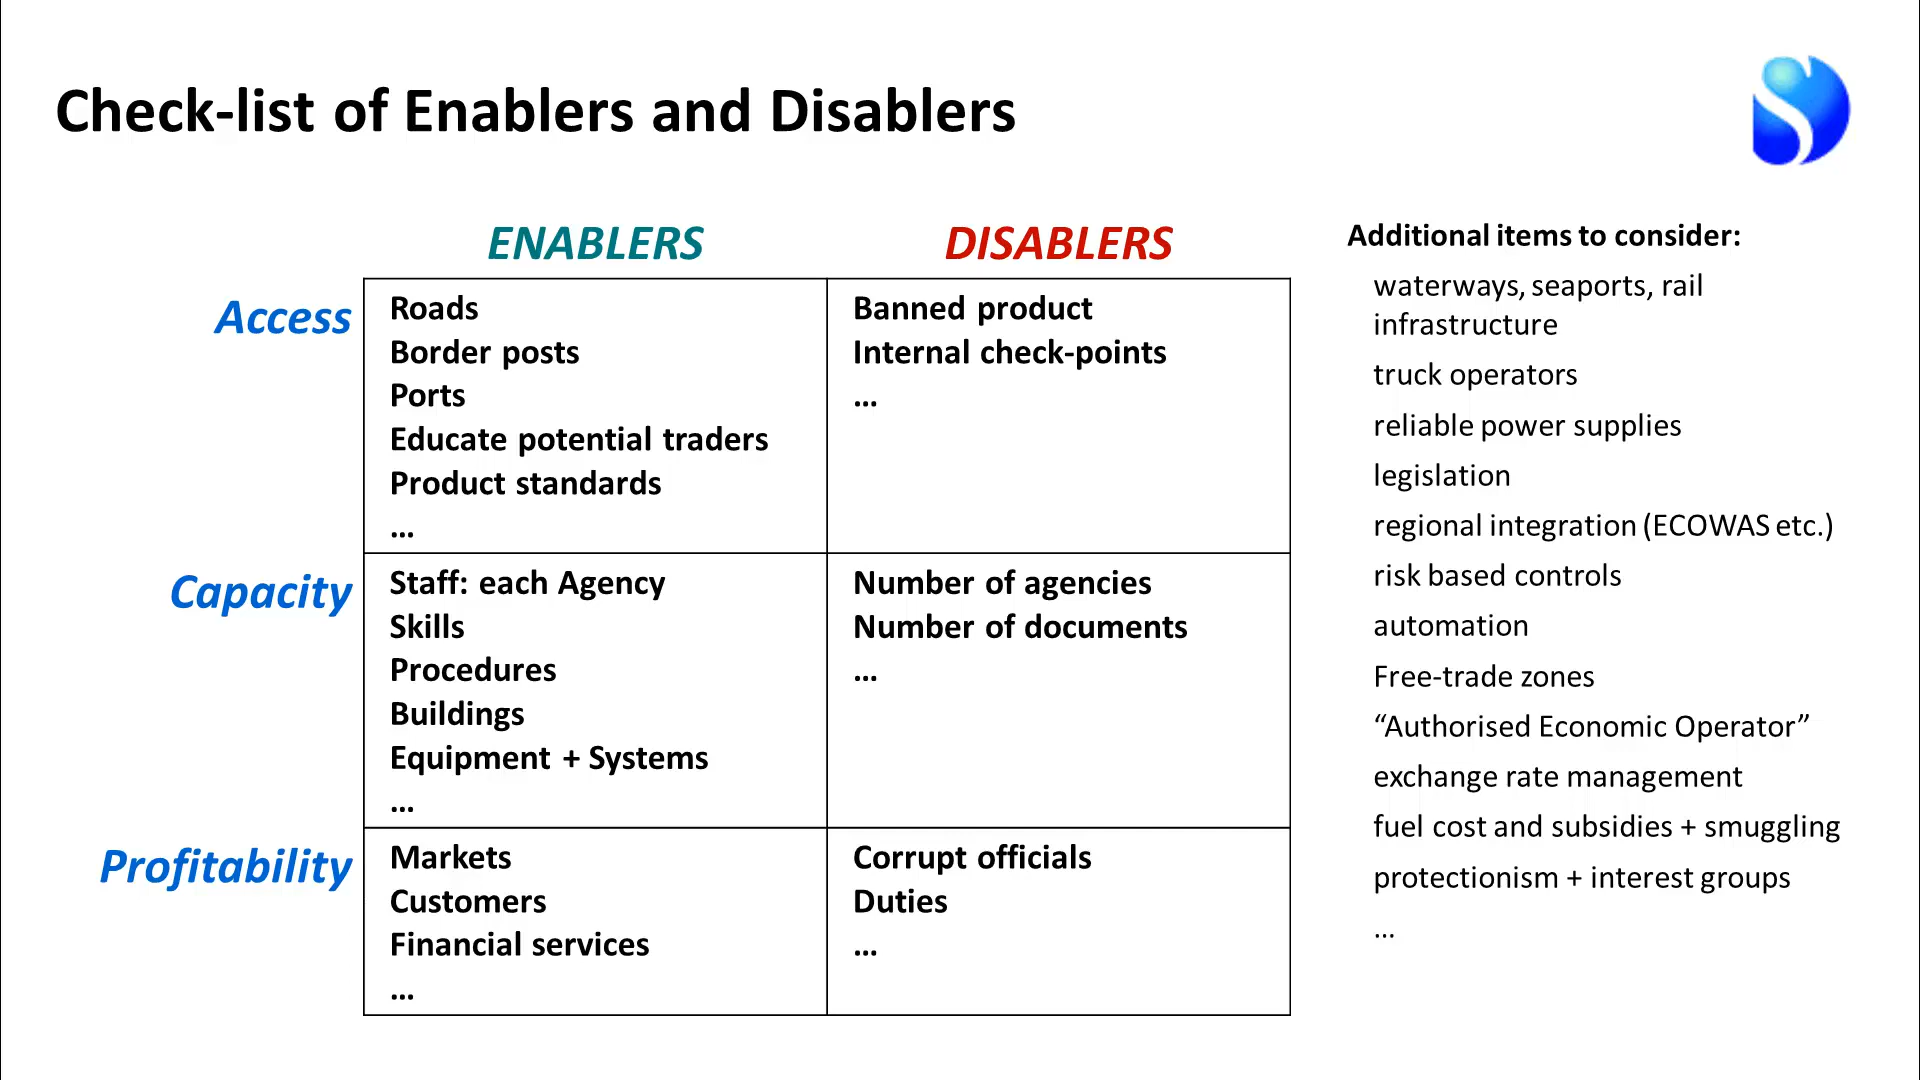 Check-list of Enablers and Disablers
ENABLERS
DISABLERS
Access
Roads
Border posts
Ports
Educate potential traders
Product standards
...
Banned product
Internal check-points
...
Capacity
Staff: each Agency
Skills
Procedures
Buildings
Equipment + Systems
...
Number of agencies
Number of documents
...
Profitability
Markets
Customers
Financial services
...
Corrupt officials
Duties
...
Additional items to consider:
waterways, seaports, rail
infrastructure
truck operators
reliable power supplies
legislation
regional integration (ECOWAS etc.)
risk based controls
automation
Free-trade zones
“Authorised Economic Operator”
exchange rate management
fuel cost and subsidies + smuggling
protectionism + interest groups
...